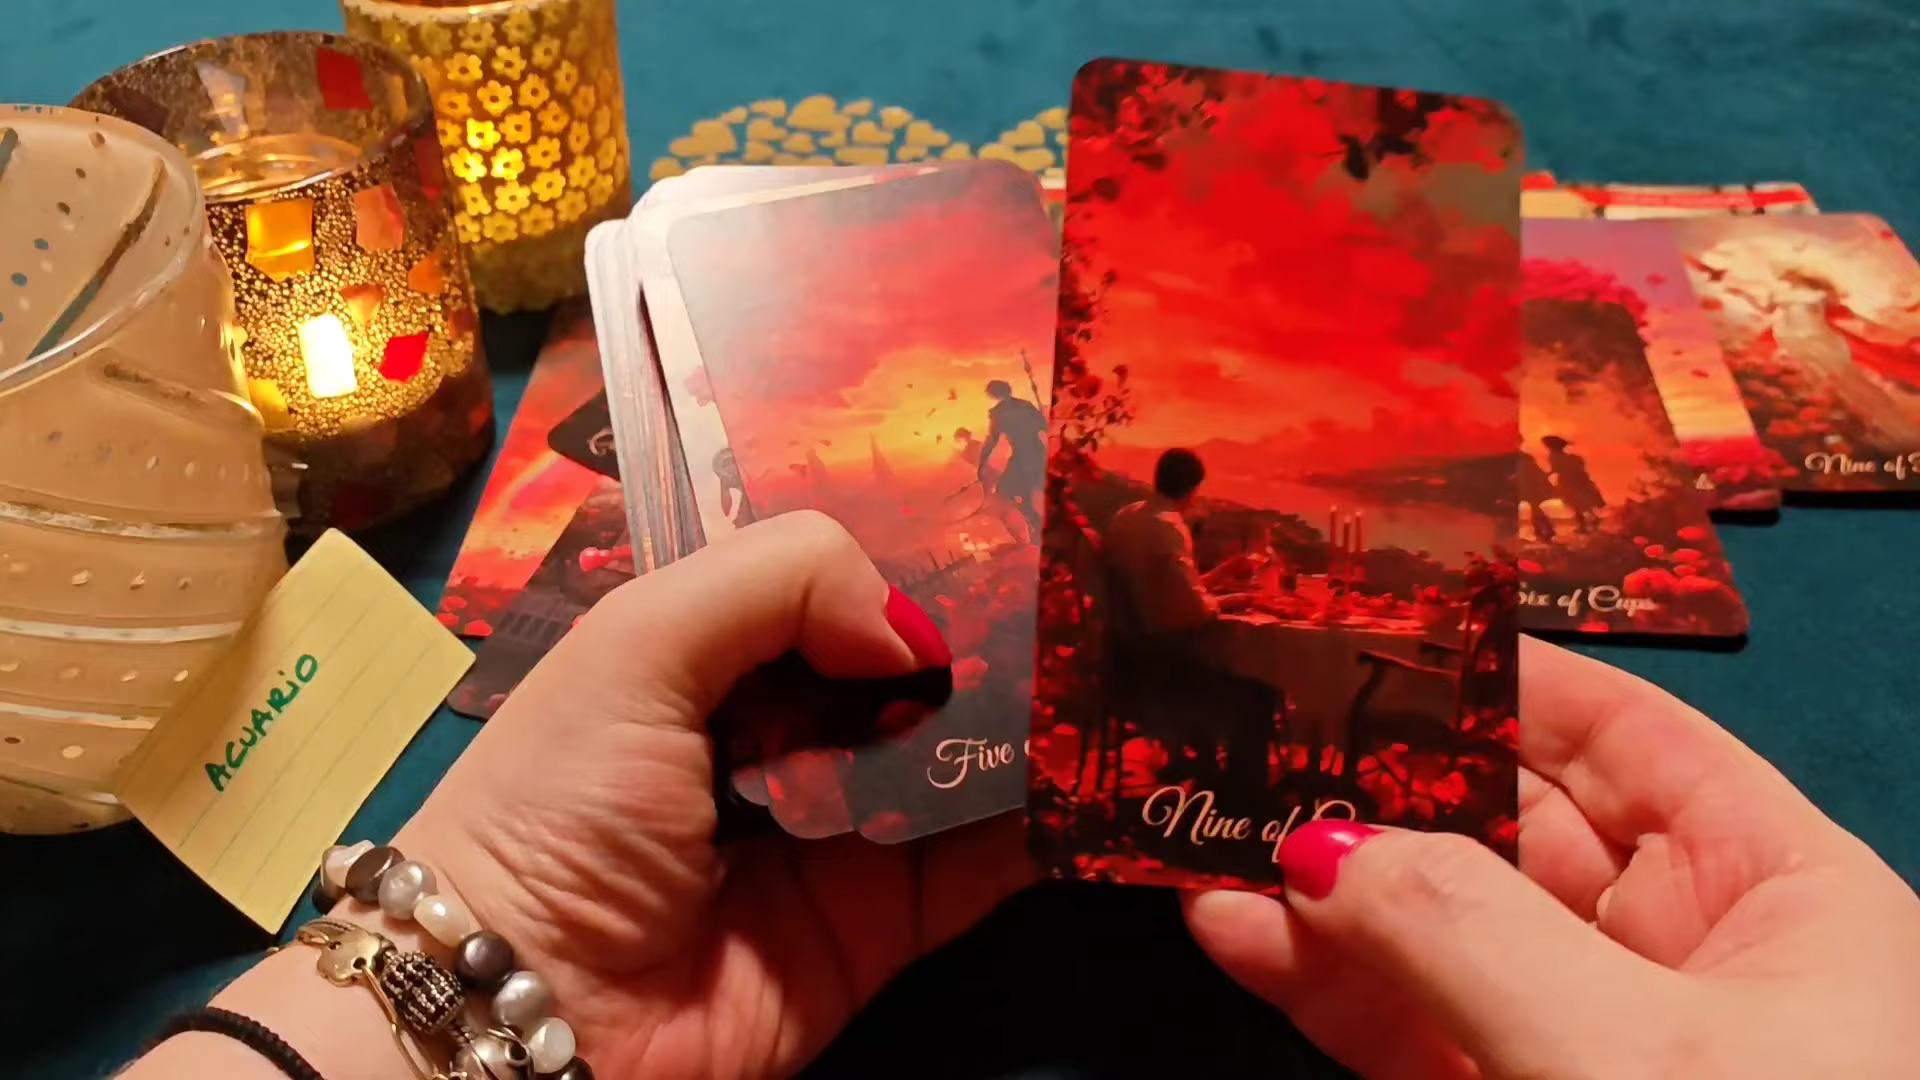 ACUARIO
Five
Nine of
Nine of
Six of Cups